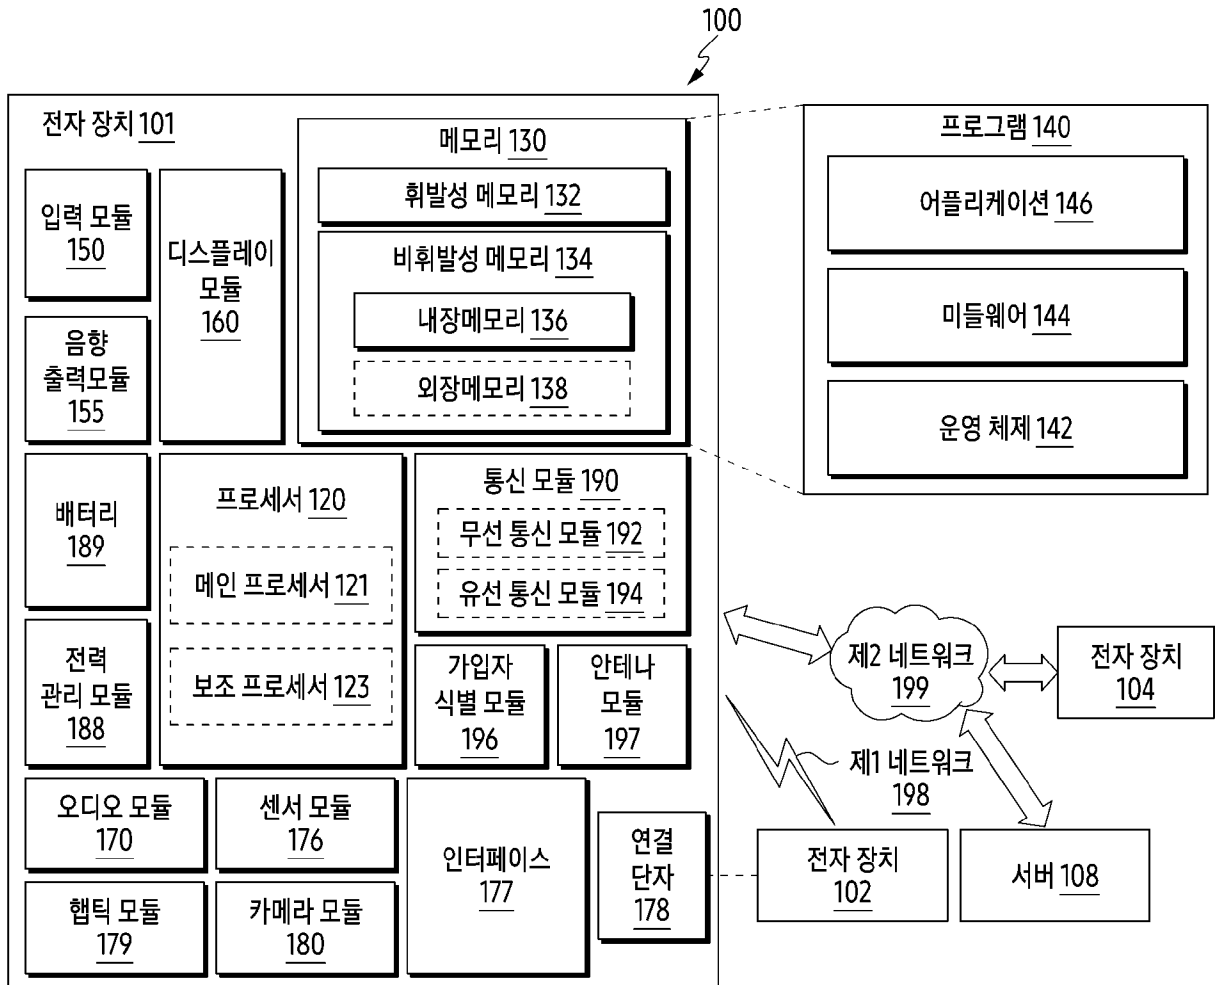 100
전자 장치 101
메모리 130
휘발성 메모리 132
비휘발성 메모리 134
내장메모리 136
외장메모리 138
프로그램 140
어플리케이션 146
미들웨어 144
운영 체제 142
입력 모듈
150
디스플레이
모듈
160
음향
출력모듈
155
배터리
189
프로세서 120
메인 프로세서 121
보조 프로세서 123
통신 모듈 190
무선 통신 모듈 192
유선 통신 모듈 194
전력
관리 모듈
188
가입자
식별 모듈
196
안테나
모듈
197
제2 네트워크
199
전자 장치
104
제1 네트워크
198
오디오 모듈
170
센서 모듈
176
인터페이스
177
연결
단자
178
전자 장치
102
서버 108
햅틱 모듈
179
카메라 모듈
180